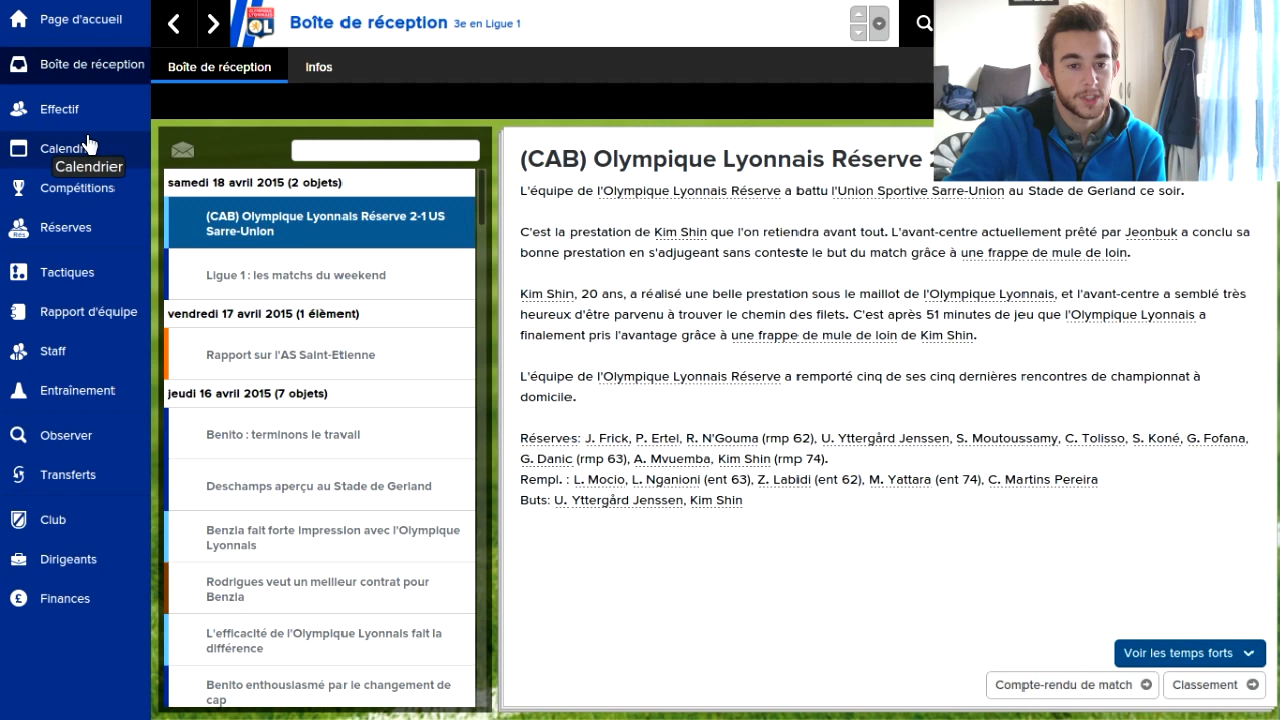 Page d'accueil
Boîte de réception
Effectif
Calendr
Calendrier
Compétitions
Réserves
Tactiques
Rapport d'équipe
Staff
Entraînement
Observer
Transferts
Club
Dirigeants
Finances
OL
Boîte de réception 3e en Ligue 1
Boîte de réception Infos
samedi 18 avril 2015 (2 objets)
(CAB) Olympique Lyonnais Réserve 2-1 US
Sarre-Union
Ligue 1 : les matchs du weekend
vendredi 17 avril 2015 (1 élément)
Rapport sur l'AS Saint-Etienne
jeudi 16 avril 2015 (7 objets)
Benito : terminons le travail
Deschamps aperçu au Stade de Gerland
Benzia fait forte impression avec l'Olympique
Lyonnais
Rodrigues veut un meilleur contrat pour
Benzia
L'efficacité de l'Olympique Lyonnais fait la
différence
Benito enthousiasmé par le changement de
cap
(CAB) Olympique Lyonnais Réserve 2
L'équipe de l'Olympique Lyonnais Réserve a battu l'Union Sportive Sarre-Union au Stade de Gerland ce soir.
C'est la prestation de Kim Shin que l'on retiendra avant tout. L'avant-centre actuellement prêté par Jeonbuk a conclu sa
bonne prestation en s'adjugeant sans conteste le but du match grâce à une frappe de mule de loin.
Kim Shin, 20 ans, a réalisé une belle prestation sous le maillot de l'Olympique Lyonnais, et l'avant-centre a semblé très
heureux d'être parvenu à trouver le chemin des filets. C'est après 51 minutes de jeu que l'Olympique Lyonnais a
finalement pris l'avantage grâce à une frappe de mule de loin de Kim Shin.
L'équipe de l'Olympique Lyonnais Réserve a remporté cinq de ses cinq dernières rencontres de championnat à
domicile.
Réserves: J. Frick, P. Ertel, R. N'Gouma (rmp 62), U. Yttergård Jenssen, S. Moutoussamy, C. Tolisso, S. Koné, G. Fofana,
G. Danic (rmp 63), A. Mvuemba, Kim Shin (rmp 74).
Rempl. : L. Mocio, L. Nganioni (ent 63), Z. Labidi (ent 62), M. Yattara (ent 74), C. Martins Pereira
Buts: U. Yttergård Jenssen, Kim Shin
Voir les temps forts
Compte-rendu de match Classement